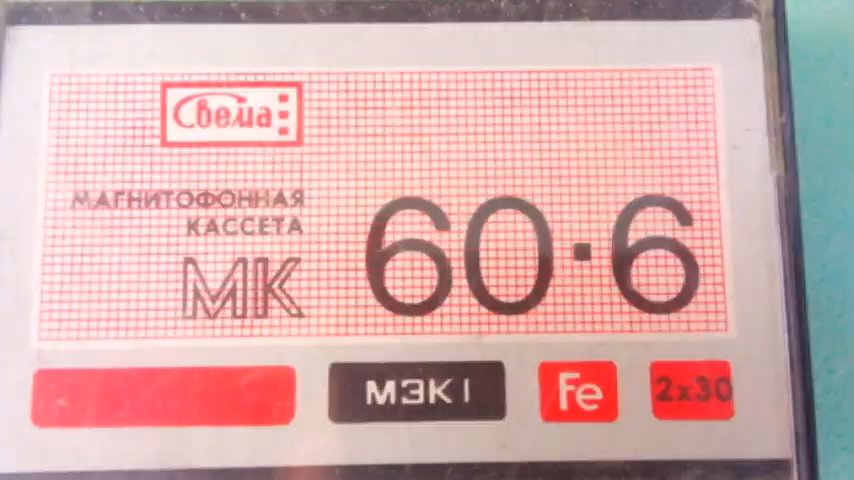 Свема
МАГНИТОФОННАЯ
КАССЕТА
МК 60·6
МЭК I Fe 2x30